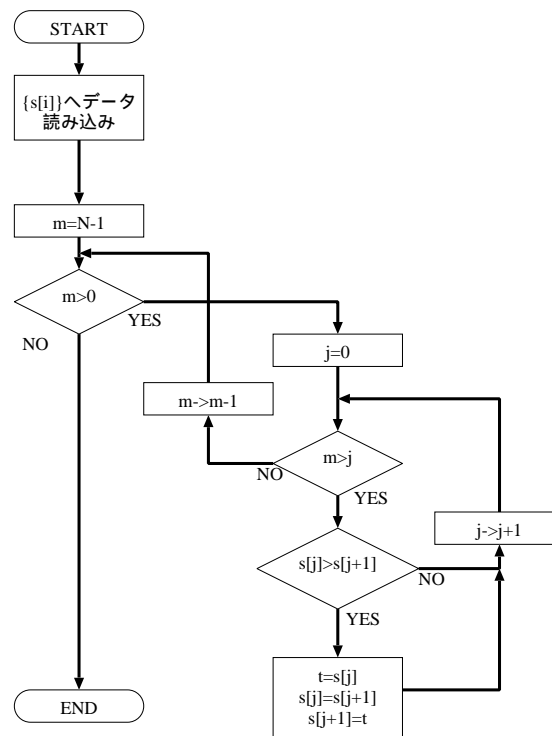 START
{s[i]}へデータ
読み込み
m=N-1
m>0
YES
NO
j=0
m->m-1
m>j
NO
YES
j->j+1
s[j]>s[j+1]
NO
YES
t=s[j]
s[j]=s[j+1]
s[j+1]=t
END